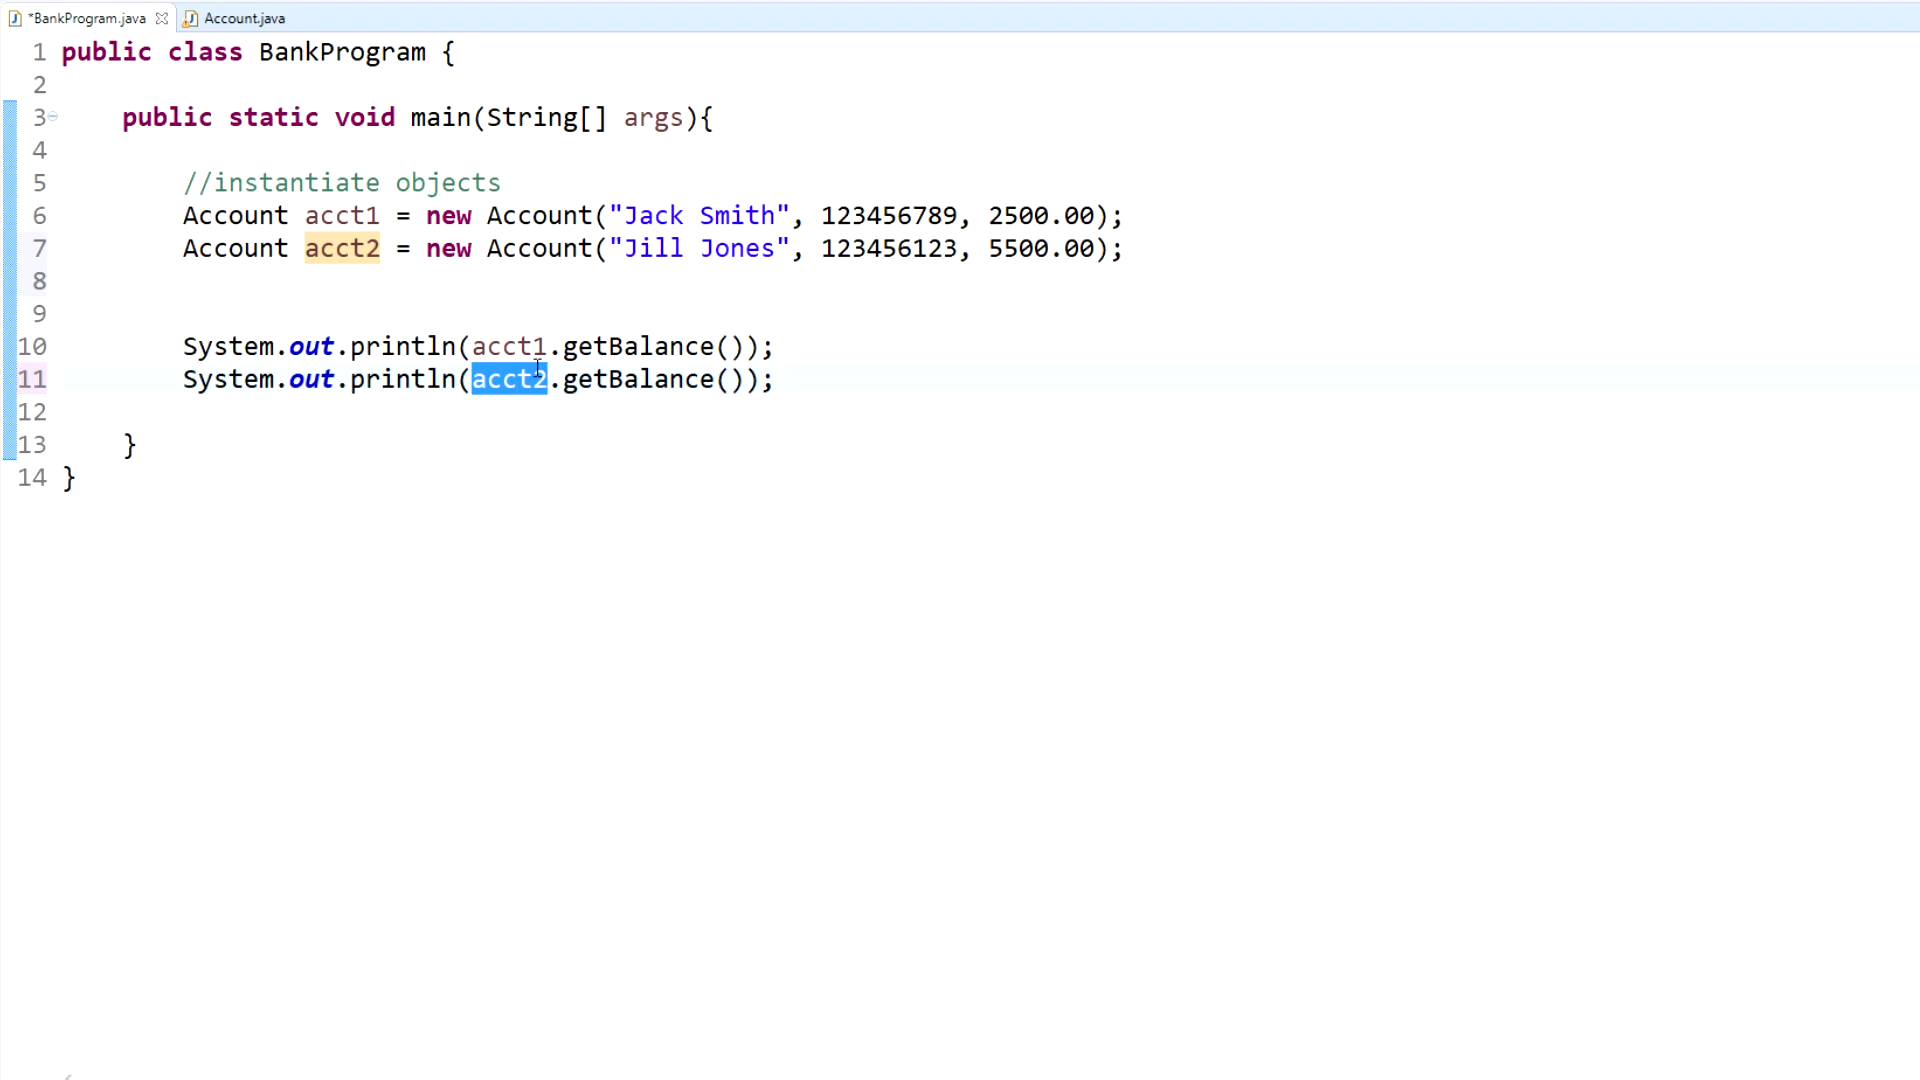 *BankProgram.java Account.java
1 public class BankProgram {
2
3 public static void main(String[] args){
4
5 //instantiate objects
6 Account acct1 = new Account("Jack Smith", 123456789, 2500.00);
7 Account acct2 = new Account("Jill Jones", 123456123, 5500.00);
8
9
10 System.out.println(acct1.getBalance());
11 System.out.println(acct2.getBalance());
12
13 }
14 }